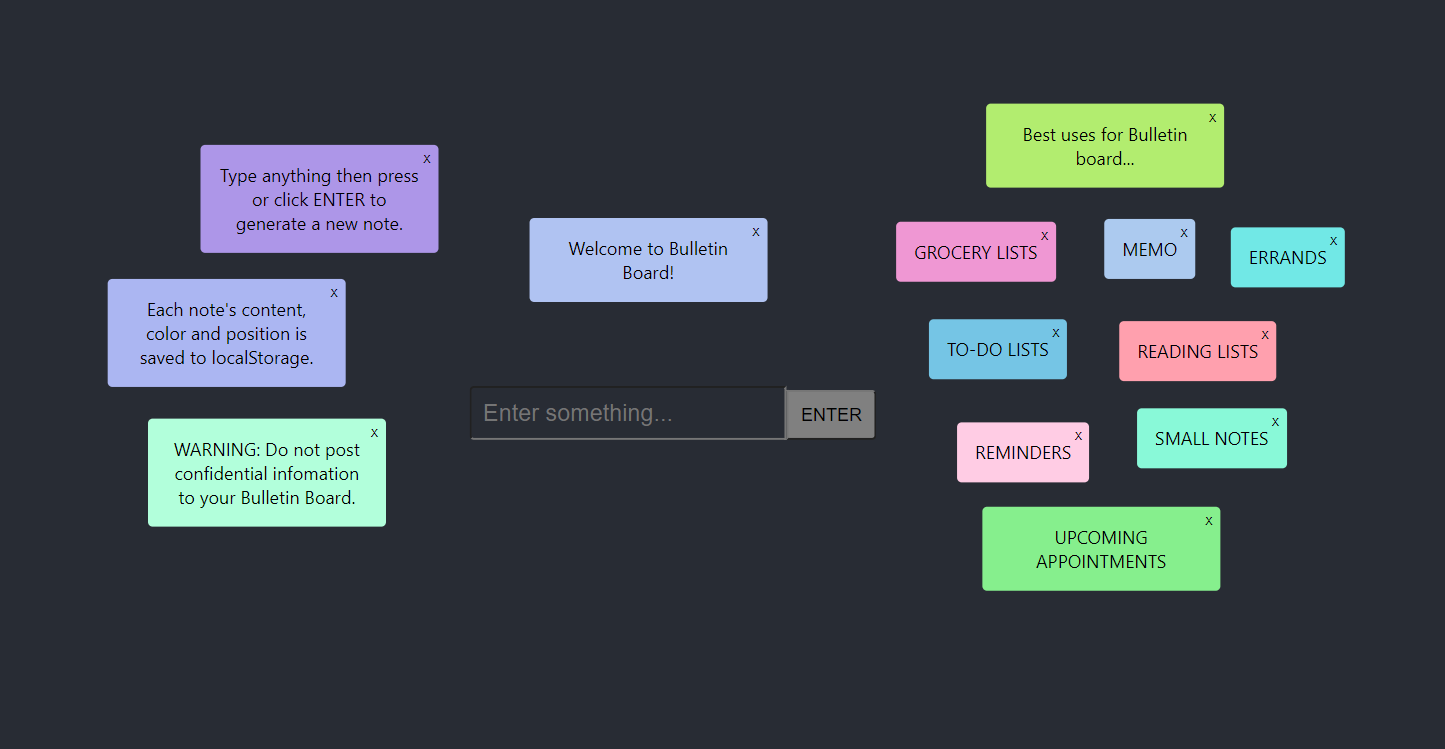 x
Type anything then press
or click ENTER to
generate a new note.
x
Each note's content,
color and position is
saved to localStorage.
x
WARNING: Do not post
confidential infomation
to your Bulletin Board.
x
Welcome to Bulletin
Board!
Enter something...
ENTER
x
Best uses for Bulletin
board...
x
GROCERY LISTS
x
MEMO
x
ERRANDS
x
TO-DO LISTS
x
READING LISTS
x
REMINDERS
x
SMALL NOTES
x
UPCOMING
APPOINTMENTS